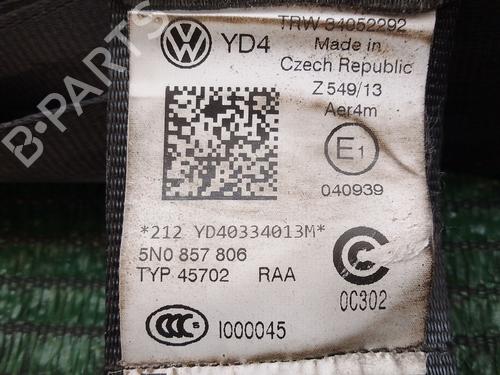 YD4
TRW 34052292
Made in
Czech Republic
Z 549/13
Aer4m
E1
040939
*212 YD40334013M*
5N0 857 806
TYP 45702 RAA
0C302
CCC I000045
B-PARTS